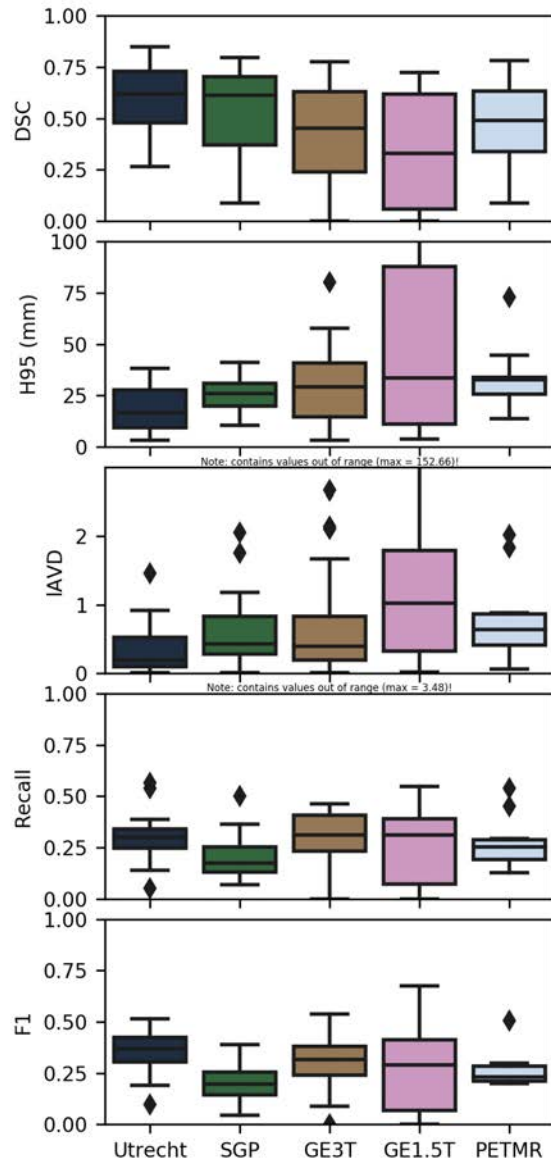 1.00
0.75
0.50
0.25
0.00
DSC
100
75
50
25
0
H95 (mm)
Note: contains values out of range (max = 152.66)!
2
1
0
lAVD
Note: contains values out of range (max = 3.48)!
1.00
0.75
0.50
0.25
0.00
Recall
1.00
0.75
0.50
0.25
0.00
F1
Utrecht SGP GE3T GE1.5T PETMR